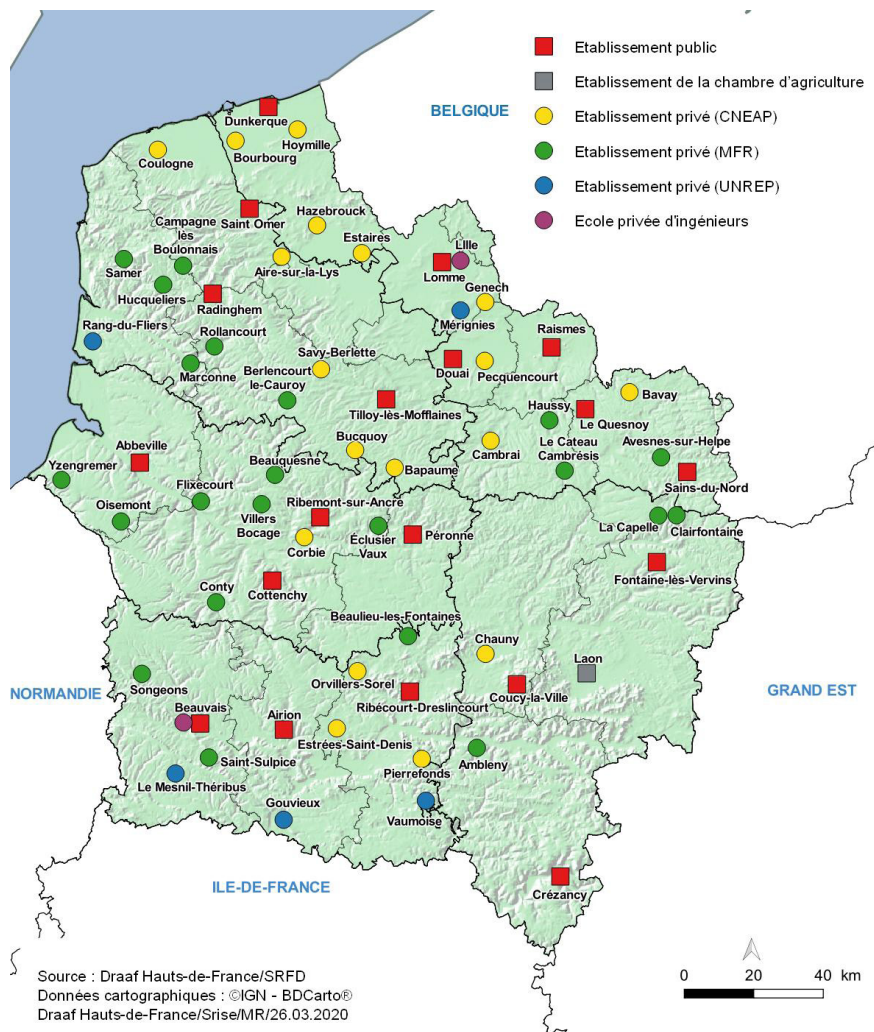 Etablissement public
Etablissement de la chambre d'agriculture
Etablissement privé (CNEAP)
Etablissement privé (MFR)
Etablissement privé (UNREP)
Ecole privée d'ingénieurs
BELGIQUE
Dunkerque
Hoymille
Bourbourg
Coulogne
Saint Omer
Hazebrouck
Campagne
lès
Boulonnais
Estaires
Lille
Samer
Aire-sur-la-Lys
Lomme
Hucqueliers
Genech
Radinghem
Rang-du-Fliers
Mérignies
Rollancourt
Raismes
Savy-Berlette
Marconne
Berlencourt
le-Cauroy
Douai
Pecquencourt
Bavay
Tilloy-lès-Mofflaines
Haussy
Le Quesnoy
Bucquoy
Cambrai
Le Cateau
Cambrésis
Avesnes-sur-Helpe
Abbeville
Yzengremer
Beauquesne
Bapaume
Sains-du-Nord
Flixecourt
Oisemont
Villers
Bocage
Ribemont-sur-Ancre
La Capelle
Clairfontaine
Corbie
Éclusier
Vaux
Péronne
Fontaine-lès-Vervins
Conty
Cottenchy
Beaulieu-les-Fontaines
Chauny
Laon
Songeons
Orvillers-Sorel
NORMANDIE
GRAND EST
Coucy-la-Ville
Beauvais
Airion
Ribécourt-Dreslincourt
Estrées-Saint-Denis
Saint-Sulpice
Ambleny
Pierrefonds
Le Mesnil-Théribus
Gouvieux
Vaumoise
ILE-DE-FRANCE
Crézancy
Source : Draaf Hauts-de-France/SRFD
Données cartographiques : ©IGN - BDCarto®
Draaf Hauts-de-France/Srise/MR/26.03.2020
0 20 40 km